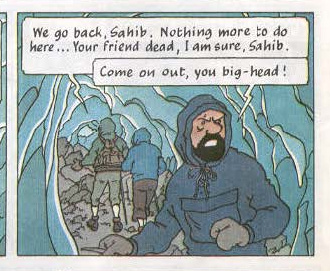 We go back, Sahib. Nothing more to do
here... Your friend dead, I am sure, Sahib.
Come on out, you big-head!